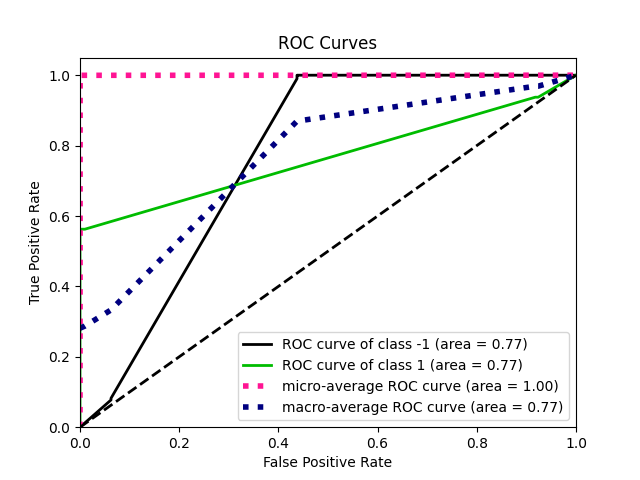 ROC Curves
True Positive Rate
1.0
0.8
0.6
0.4
0.2
0.0
0.0 0.2 0.4 0.6 0.8 1.0
False Positive Rate
ROC curve of class -1 (area = 0.77)
ROC curve of class 1 (area = 0.77)
micro-average ROC curve (area = 1.00)
macro-average ROC curve (area = 0.77)